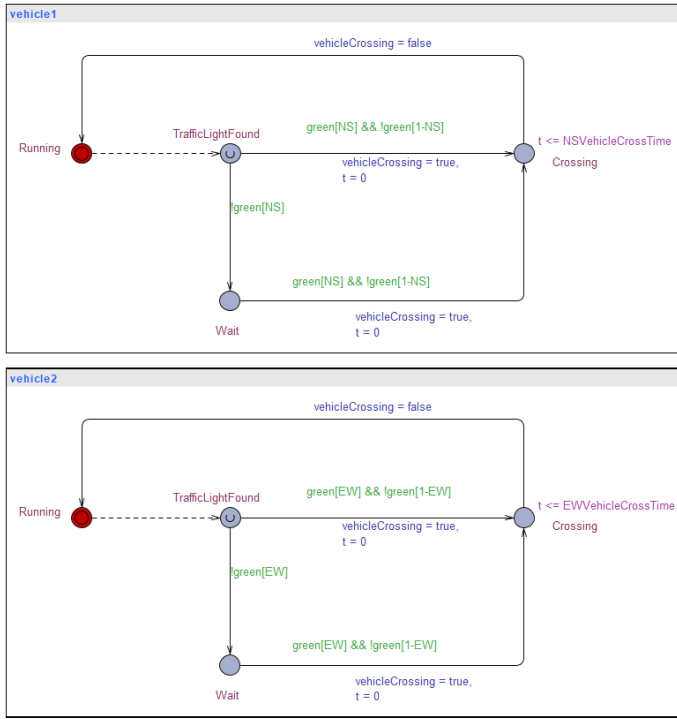 vehicle1
vehicleCrossing = false
TrafficLightFound
green[NS] && !green[1-NS]
Running
t <= NSVehicleCrossTime
vehicleCrossing = true,
t = 0
Crossing
!green[NS]
green[NS] && !green[1-NS]
vehicleCrossing = true,
t = 0
Wait
vehicle2
vehicleCrossing = false
TrafficLightFound
green[EW] && !green[1-EW]
Running
t <= EWVehicleCrossTime
vehicleCrossing = true,
t = 0
Crossing
!green[EW]
green[EW] && !green[1-EW]
vehicleCrossing = true,
t = 0
Wait